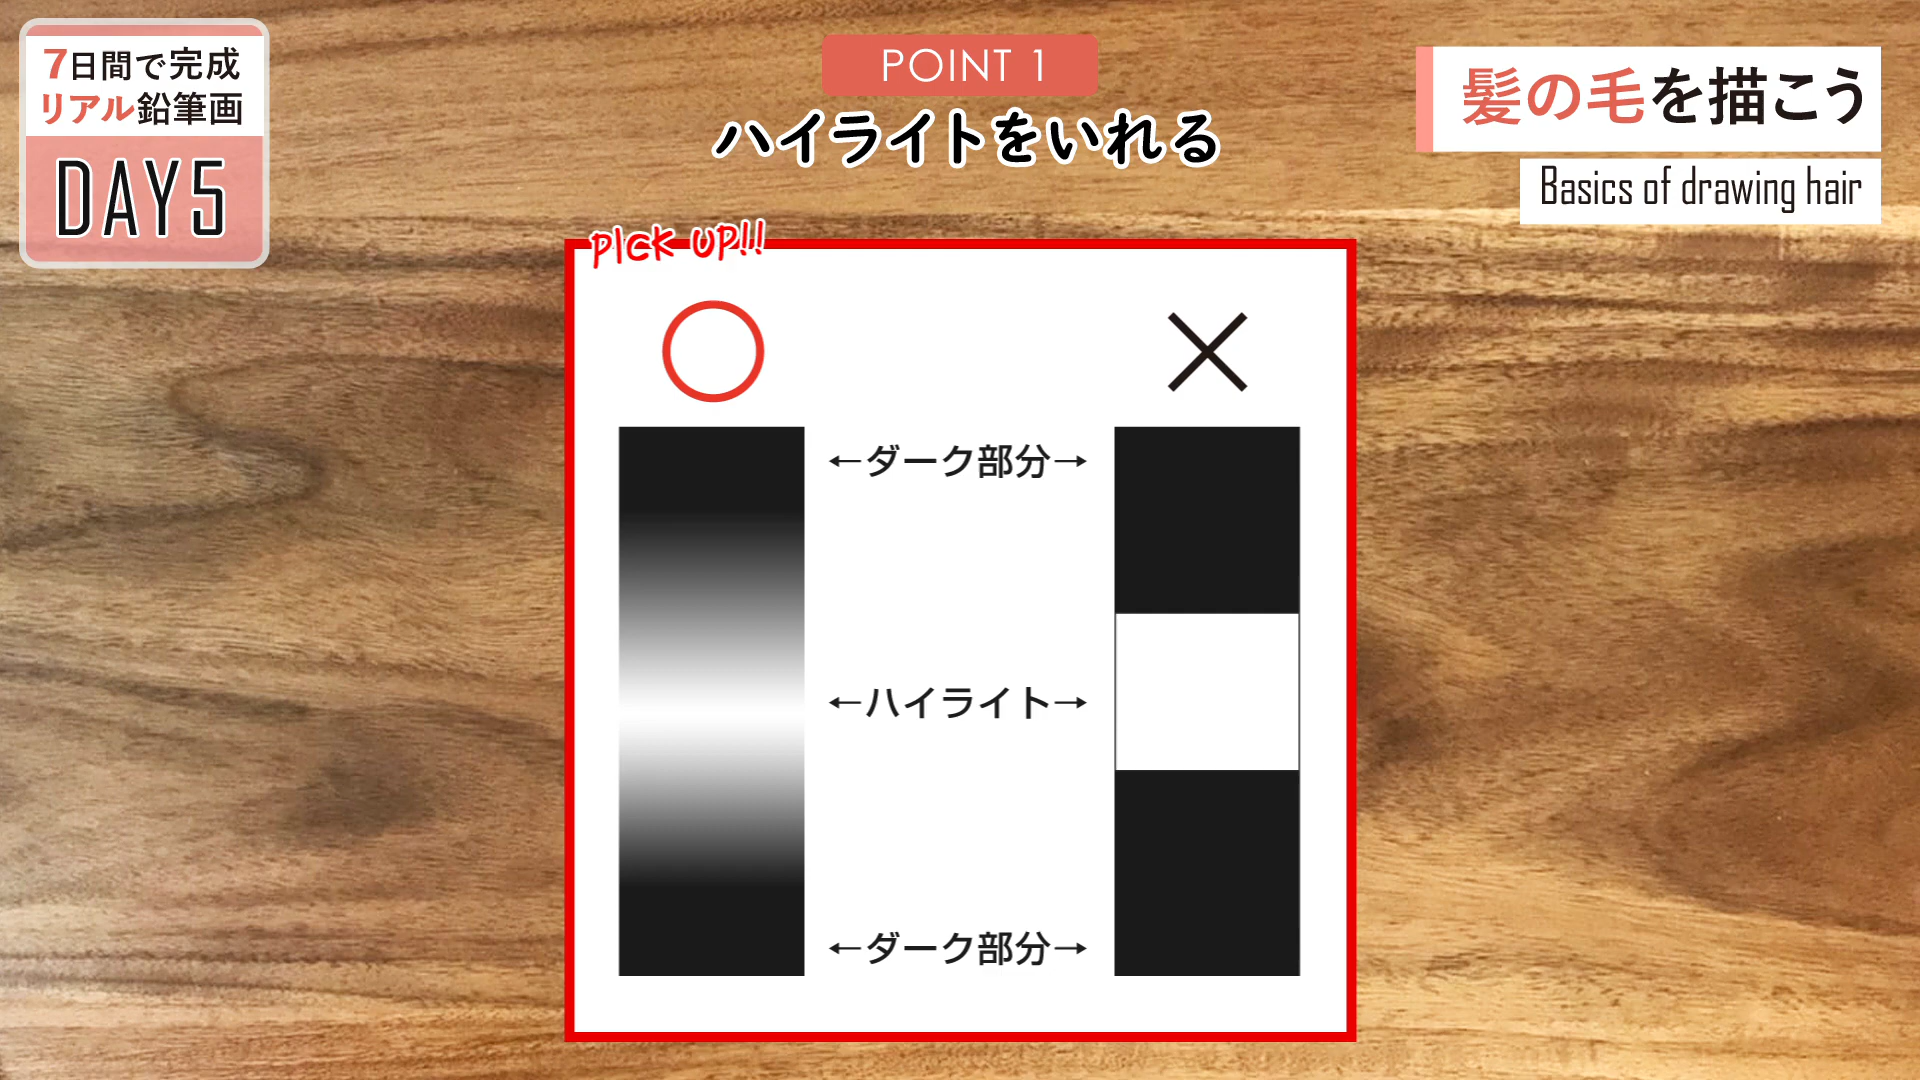 7日間で完成
リアル鉛筆画
DAY5
POINT 1
ハイライトをいれる
髪の毛を描こう
Basics of drawing hair
PICK UP!!
←ダーク部分→
←ハイライト→
←ダーク部分→